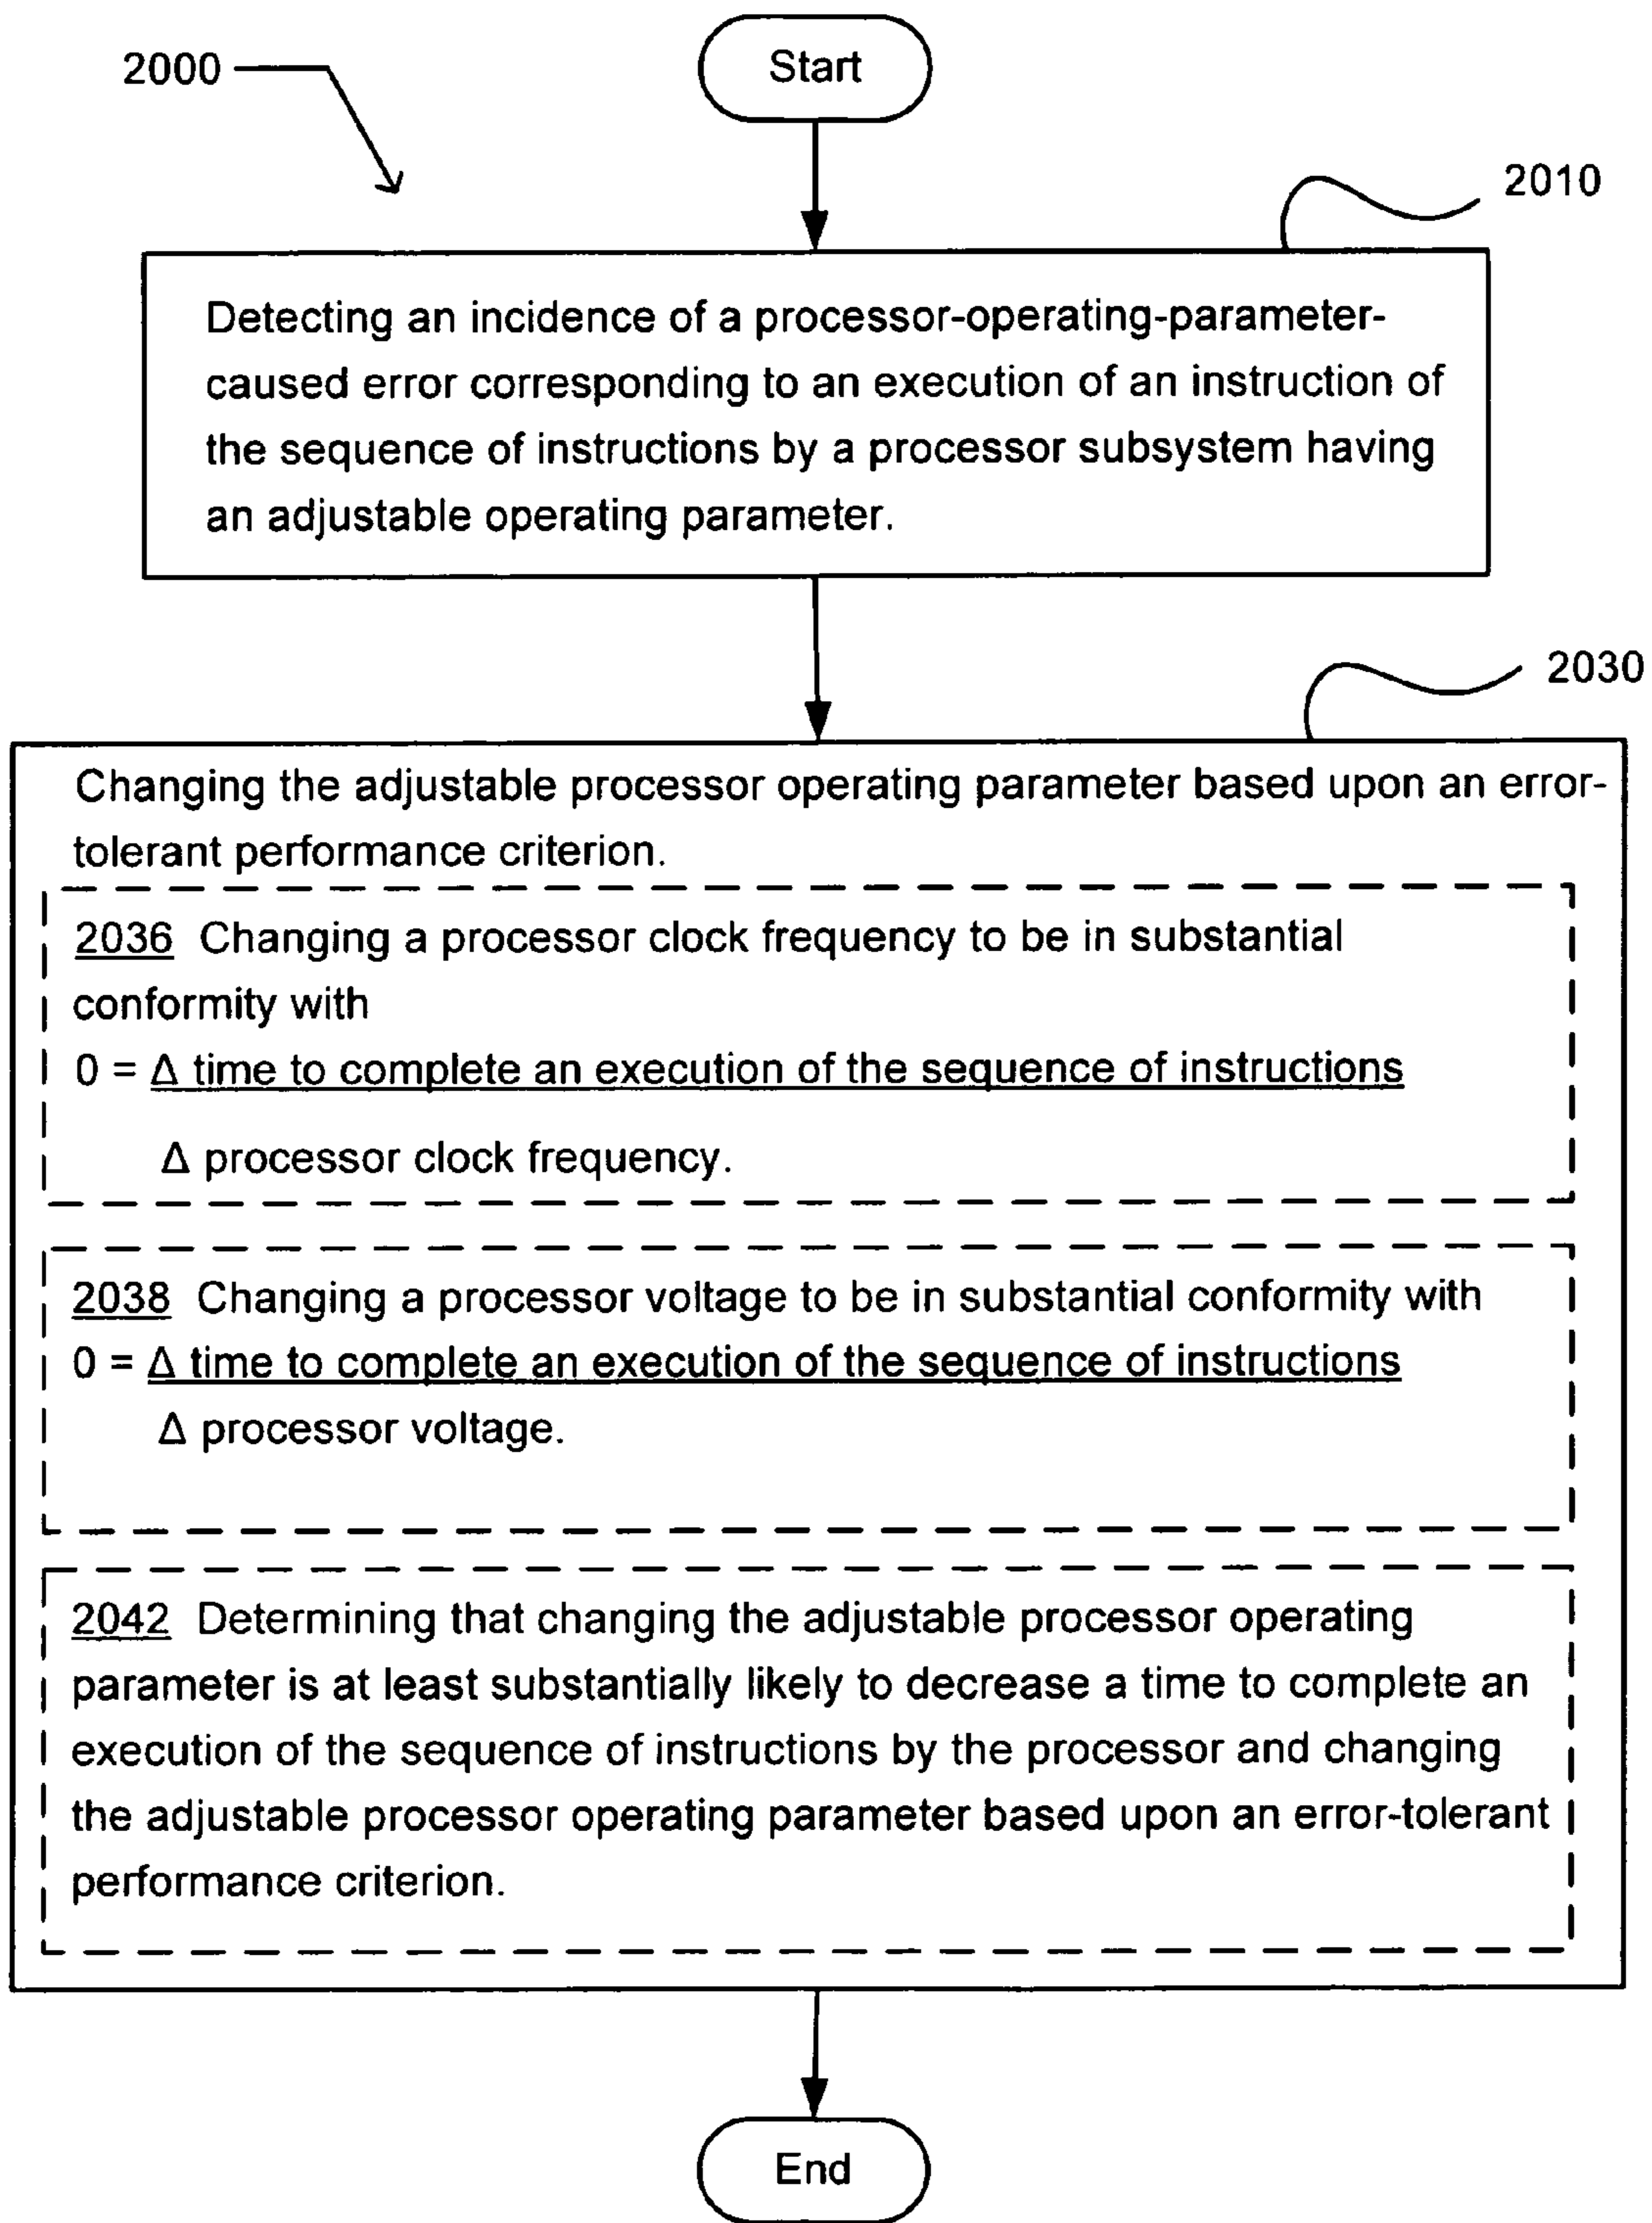 Start
2000
2010
Detecting an incidence of a processor-operating-parameter-
caused error corresponding to an execution of an instruction of
the sequence of instructions by a processor subsystem having
an adjustable operating parameter.
2030
Changing the adjustable processor operating parameter based upon an error-
tolerant performance criterion.
2036 Changing a processor clock frequency to be in substantial
conformity with
0 = Δ time to complete an execution of the sequence of instructions
Δ processor clock frequency.
2038 Changing a processor voltage to be in substantial conformity with
0 = Δ time to complete an execution of the sequence of instructions
Δ processor voltage.
2042 Determining that changing the adjustable processor operating
parameter is at least substantially likely to decrease a time to complete an
execution of the sequence of instructions by the processor and changing
the adjustable processor operating parameter based upon an error-tolerant
performance criterion.
End